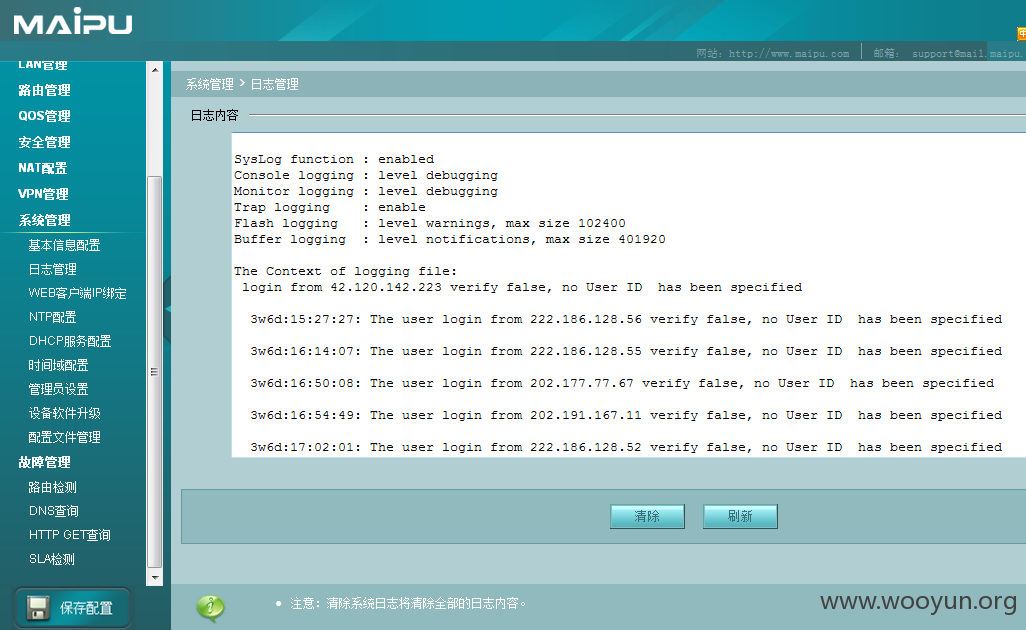 MAIPU
网站: http://www.maipu.com 邮箱: support@mail.maipu.
LAN管理
路由管理
QOS管理
安全管理
NAT配置
VPN管理
系统管理
基本信息配置
日志管理
WEB客户端IP绑定
NTP配置
DHCP服务配置
时间域配置
管理员设置
设备软件升级
配置文件管理
故障管理
路由检测
DNS查询
HTTP GET查询
SLA检测
保存配置
系统管理 > 日志管理
日志内容
SysLog function : enabled
Console logging : level debugging
Monitor logging : level debugging
Trap logging    : enable
Flash logging   : level warnings, max size 102400
Buffer logging  : level notifications, max size 401920
The Context of logging file:
login from 42.120.142.223 verify false, no User ID  has been specified
3w6d:15:27:27: The user login from 222.186.128.56 verify false, no User ID  has been specified
3w6d:16:14:07: The user login from 222.186.128.55 verify false, no User ID  has been specified
3w6d:16:50:08: The user login from 202.177.77.67 verify false, no User ID  has been specified
3w6d:16:54:49: The user login from 202.191.167.11 verify false, no User ID  has been specified
3w6d:17:02:01: The user login from 222.186.128.52 verify false, no User ID  has been specified
清除 刷新
● 注意: 清除系统日志将清除全部的日志内容。
www.wooyun.org